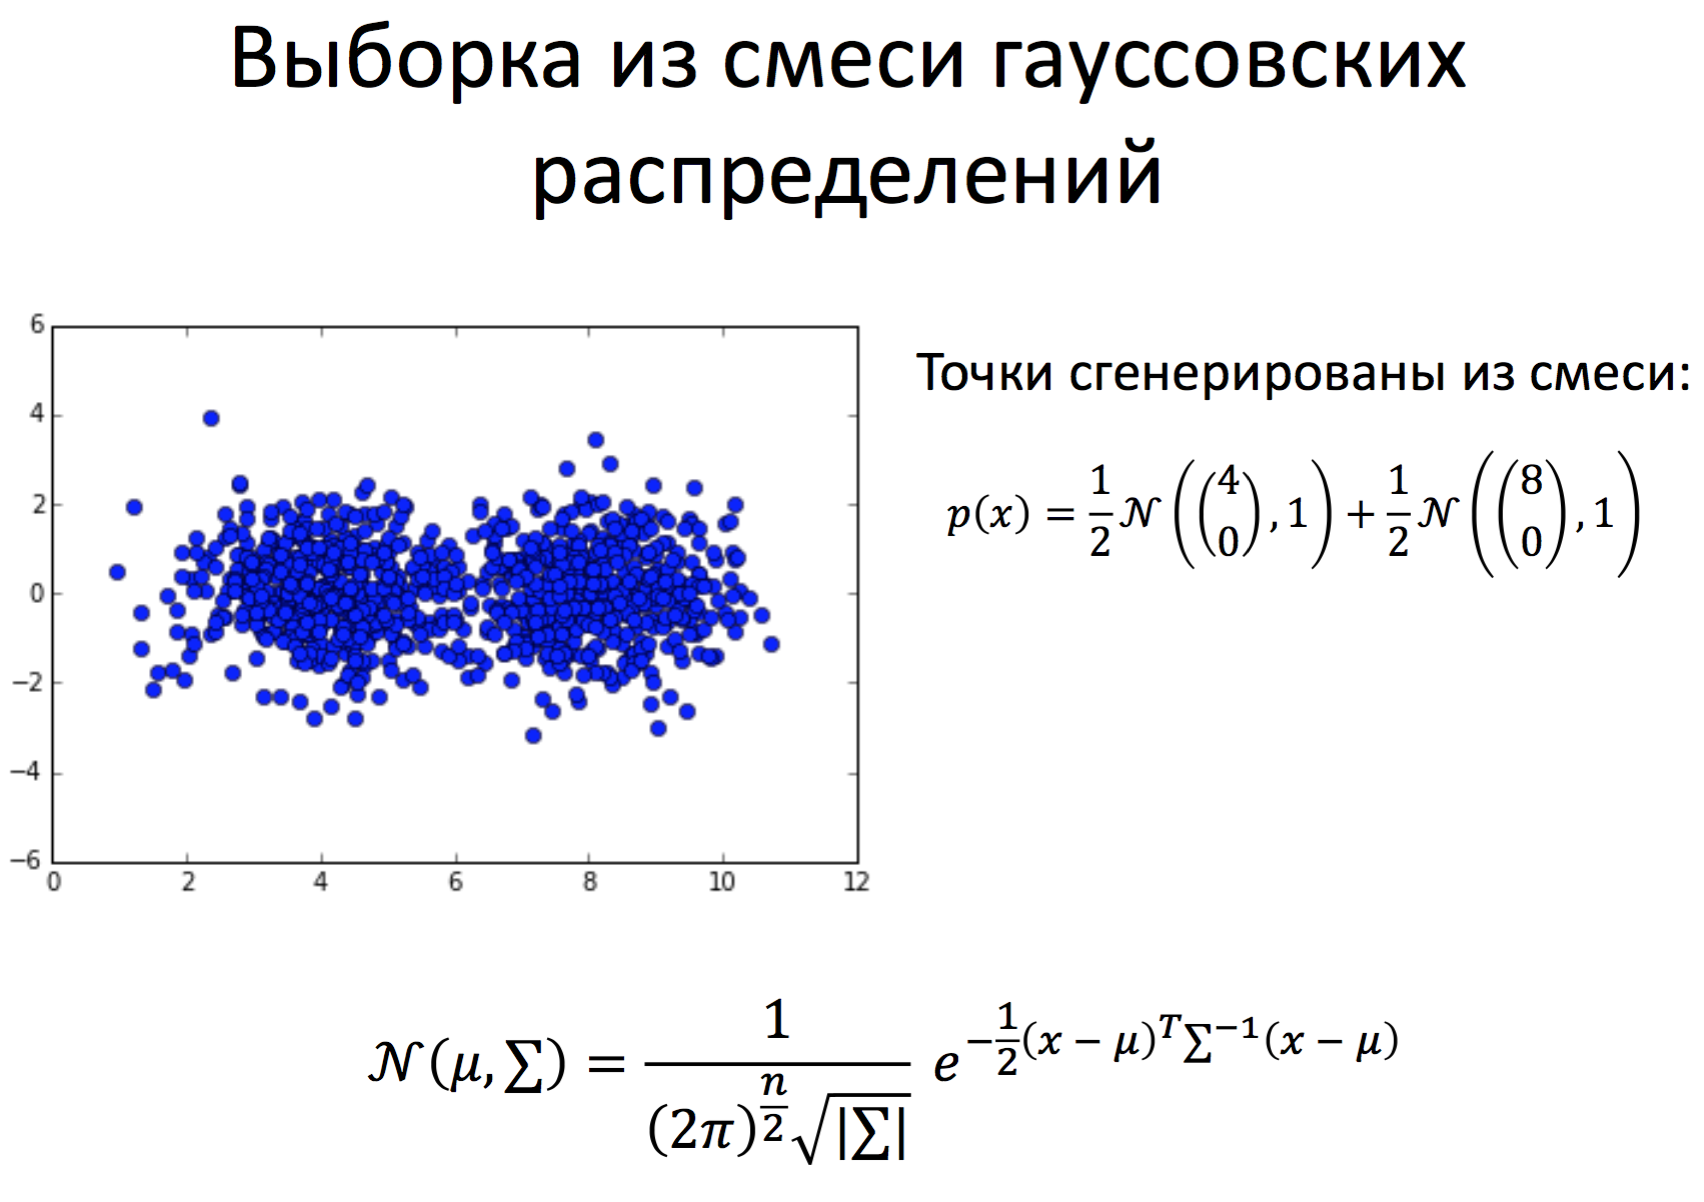 Выборка из смеси гауссовских
распределений
Точки сгенерированы из смеси:
p(x) = 1/2 𝒩((4 0), 1) + 1/2 𝒩((8 0), 1)
6
4
2
0
−2
−4
−6
0 2 4 6 8 10 12
𝒩(μ, ∑) = 1 / ((2π)^(n/2) √|∑|) e^(−1/2 (x − μ)^T ∑^(−1) (x − μ))